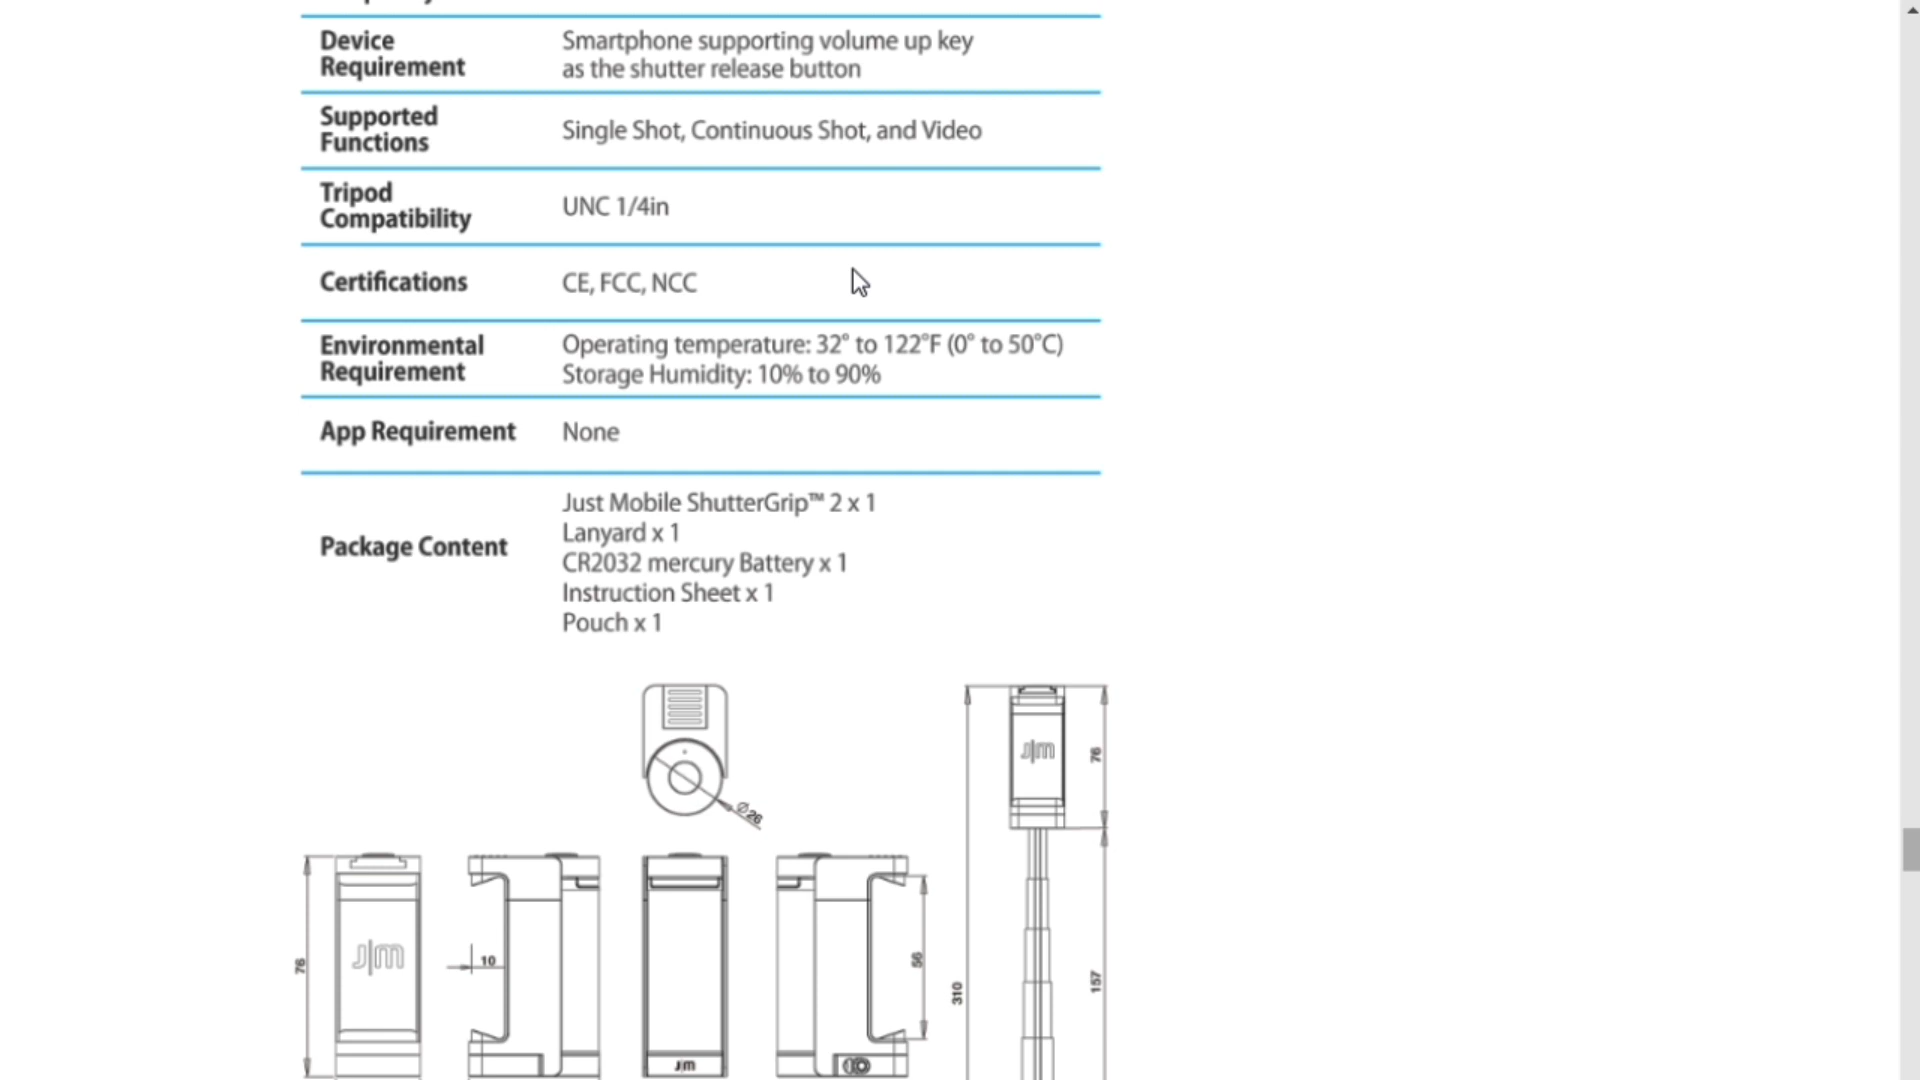 Device
Requirement
Smartphone supporting volume up key
as the shutter release button
Supported
Functions
Single Shot, Continuous Shot, and Video
Tripod
Compatibility
UNC 1/4in
Certifications
CE, FCC, NCC
Environmental
Requirement
Operating temperature: 32° to 122°F (0° to 50°C)
Storage Humidity: 10% to 90%
App Requirement
None
Package Content
Just Mobile ShutterGrip™ 2 x 1
Lanyard x 1
CR2032 mercury Battery x 1
Instruction Sheet x 1
Pouch x 1
Ø26
J|m
76
76
J|m
10
J|m
56
310
157